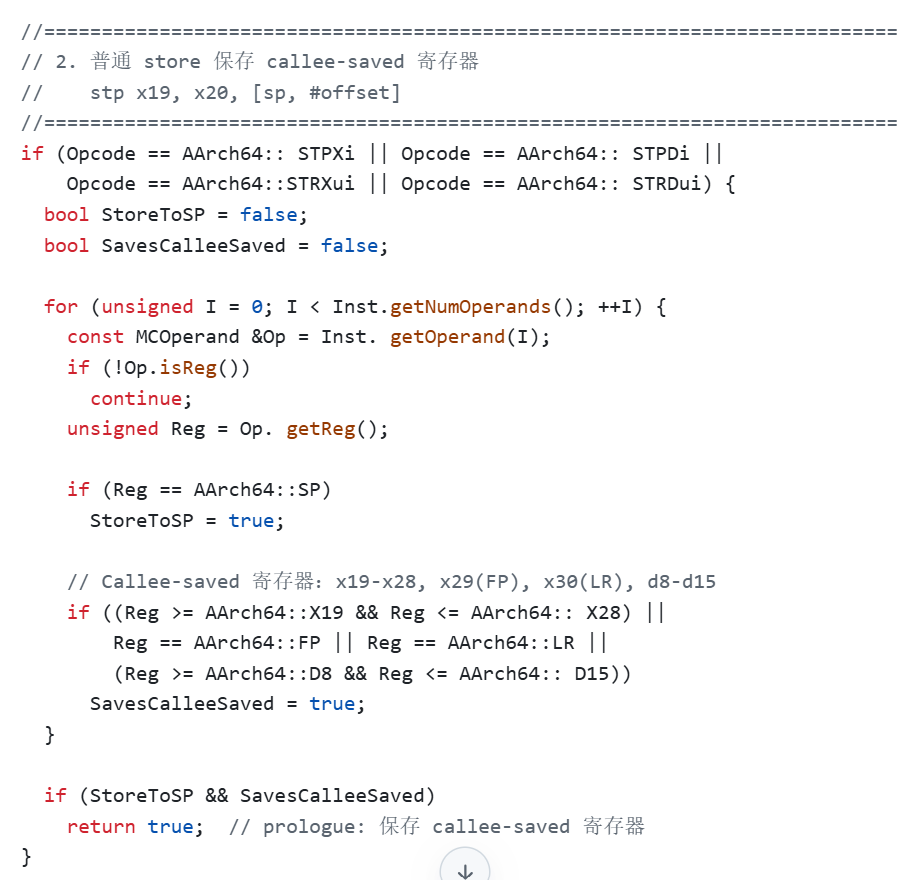 //==========================================================================
// 2. 普通 store 保存 callee-saved 寄存器
//    stp x19, x20, [sp, #offset]
//==========================================================================
if (Opcode == AArch64:: STPXi || Opcode == AArch64:: STPDi ||
    Opcode == AArch64::STRXui || Opcode == AArch64:: STRDui) {
  bool StoreToSP = false;
  bool SavesCalleeSaved = false;

  for (unsigned I = 0; I < Inst.getNumOperands(); ++I) {
    const MCOperand &Op = Inst. getOperand(I);
    if (!Op.isReg())
      continue;
    unsigned Reg = Op. getReg();

    if (Reg == AArch64::SP)
      StoreToSP = true;

    // Callee-saved 寄存器：x19-x28, x29(FP), x30(LR), d8-d15
    if ((Reg >= AArch64::X19 && Reg <= AArch64:: X28) ||
        Reg == AArch64::FP || Reg == AArch64::LR ||
        (Reg >= AArch64::D8 && Reg <= AArch64:: D15))
      SavesCalleeSaved = true;
  }

  if (StoreToSP && SavesCalleeSaved)
    return true;  // prologue: 保存 callee-saved 寄存器
}